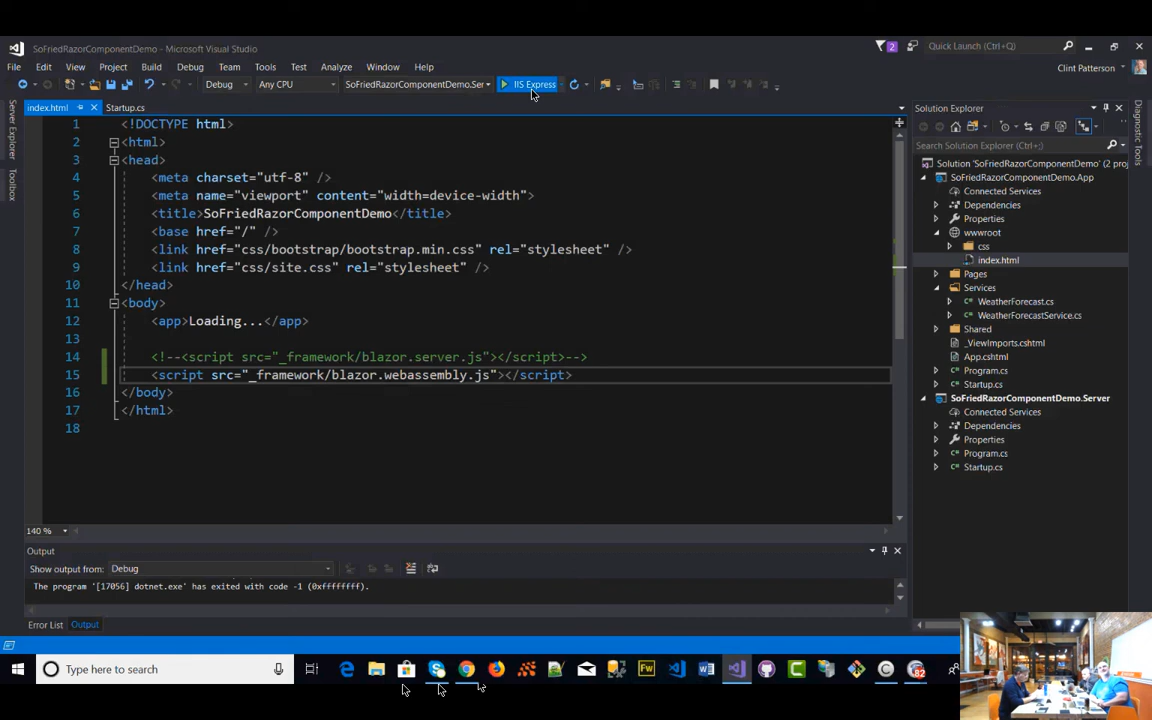 SoFriedRazorComponentDemo - Microsoft Visual Studio
2
Quick Launch (Ctrl+Q)
File Edit View Project Build Debug Team Tools Test Analyze Window Help
Clint Patterson
Debug Any CPU SoFriedRazorComponentDemo.Ser IIS Express
Server Explorer
Toolbox
index.html Startup.cs
1 <!DOCTYPE html>
2 <html>
3 <head>
4 <meta charset="utf-8" />
5 <meta name="viewport" content="width=device-width">
6 <title>SoFriedRazorComponentDemo</title>
7 <base href="/" />
8 <link href="css/bootstrap/bootstrap.min.css" rel="stylesheet" />
9 <link href="css/site.css" rel="stylesheet" />
10 </head>
11 <body>
12 <app>Loading...</app>
13
14 <!--<script src="_framework/blazor.server.js"></script>-->
15 <script src="_framework/blazor.webassembly.js"></script>
16 </body>
17 </html>
18
140 %
Solution Explorer
Search Solution Explorer (Ctrl+;)
Solution 'SoFriedRazorComponentDemo' (2 proj
SoFriedRazorComponentDemo.App
Connected Services
Dependencies
Properties
wwwroot
css
index.html
Pages
Services
WeatherForecast.cs
WeatherForecastService.cs
Shared
_ViewImports.cshtml
App.cshtml
Program.cs
Startup.cs
SoFriedRazorComponentDemo.Server
Connected Services
Dependencies
Properties
Program.cs
Startup.cs
Diagnostic Tools
Output
Show output from: Debug
The program '[17056] dotnet.exe' has exited with code -1 (0xffffffff).
Error List Output
Type here to search
Fw
82